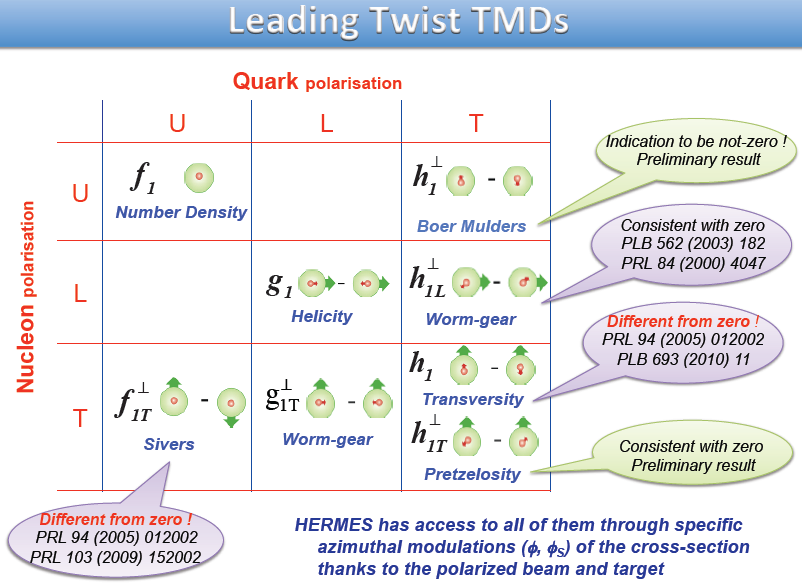 Leading Twist TMDs
Quark polarisation
U L T
Nucleon polarisation
U
f1
Number Density
h1⊥ -
Boer Mulders
Indication to be not-zero !
Preliminary result
L
g1 -
Helicity
h1L⊥ -
Worm-gear
Consistent with zero
PLB 562 (2003) 182
PRL 84 (2000) 4047
T
f1T⊥ -
Sivers
g1T⊥ -
Worm-gear
h1 -
Transversity
h1T⊥ -
Pretzelosity
Different from zero !
PRL 94 (2005) 012002
PLB 693 (2010) 11
Consistent with zero
Preliminary result
Different from zero !
PRL 94 (2005) 012002
PRL 103 (2009) 152002
HERMES has access to all of them through specific
azimuthal modulations (ϕ, ϕS) of the cross-section
thanks to the polarized beam and target